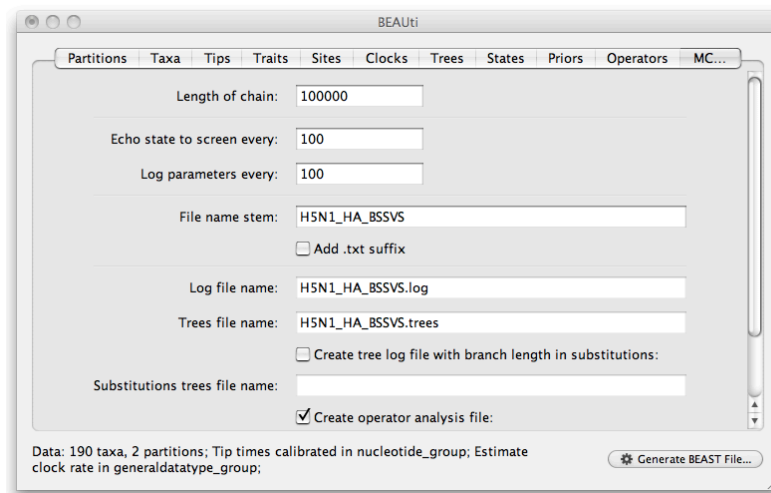 BEAUti
Partitions Taxa Tips Traits Sites Clocks Trees States Priors Operators MC...
Length of chain: 100000
Echo state to screen every: 100
Log parameters every: 100
File name stem: H5N1_HA_BSSVS
Add .txt suffix
Log file name: H5N1_HA_BSSVS.log
Trees file name: H5N1_HA_BSSVS.trees
Create tree log file with branch length in substitutions:
Substitutions trees file name:
Create operator analysis file:
Data: 190 taxa, 2 partitions; Tip times calibrated in nucleotide_group; Estimate
clock rate in generaldatatype_group;
Generate BEAST File...